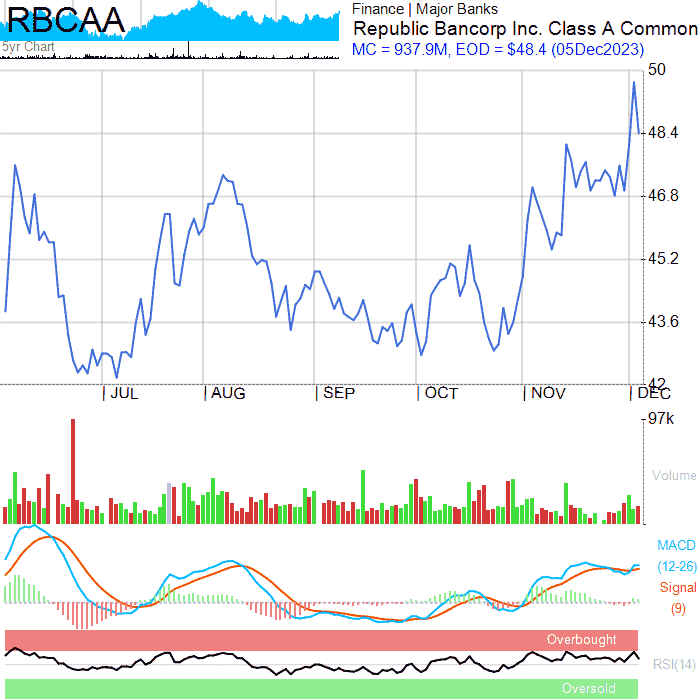 RBCAA
5yr Chart
Finance | Major Banks
Republic Bancorp Inc. Class A Common
MC = 937.9M, EOD = $48.4 (05Dec2023)
50
48.4
46.8
45.2
43.6
42
JUL
AUG
SEP
OCT
NOV
DEC
97k
Volume
MACD
(12-26)
Signal
(9)
Overbought
RSI(14)
Oversold